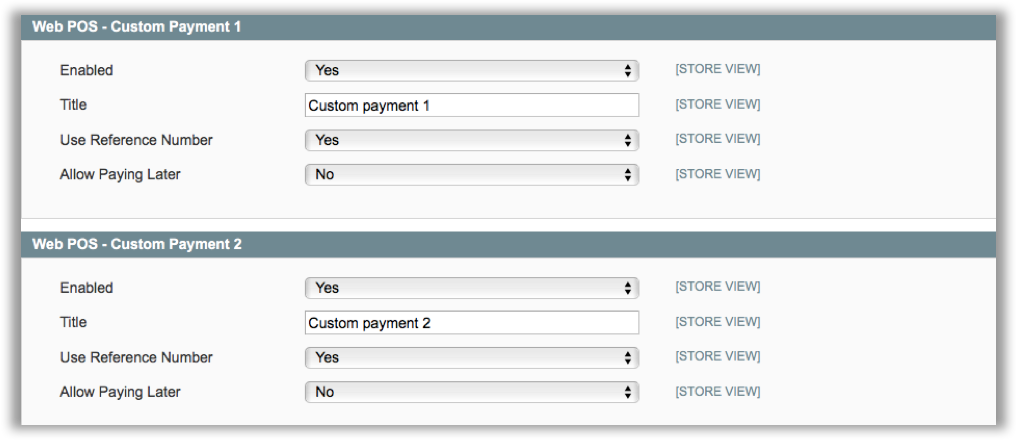 Web POS - Custom Payment 1
Enabled Yes [STORE VIEW]
Title Custom payment 1 [STORE VIEW]
Use Reference Number Yes [STORE VIEW]
Allow Paying Later No [STORE VIEW]
Web POS - Custom Payment 2
Enabled Yes [STORE VIEW]
Title Custom payment 2 [STORE VIEW]
Use Reference Number Yes [STORE VIEW]
Allow Paying Later No [STORE VIEW]